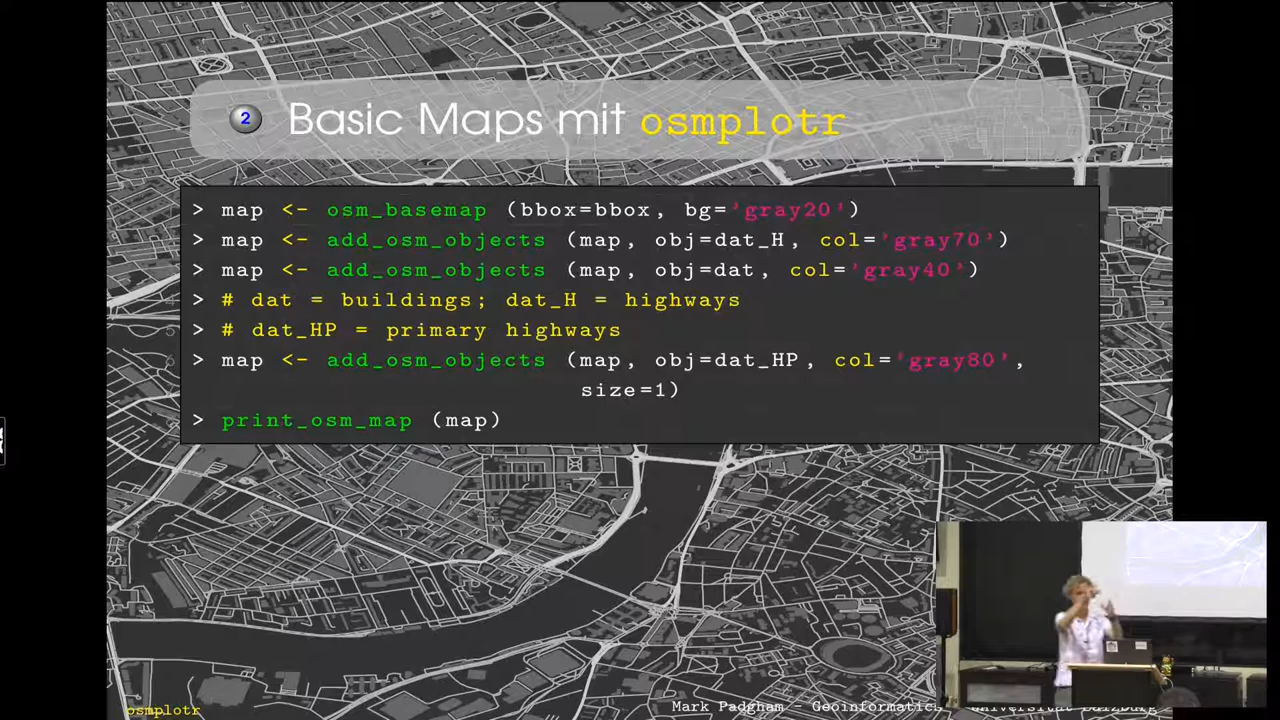 2
Basic Maps mit osmplotr
> map <- osm_basemap (bbox=bbox, bg='gray20')
> map <- add_osm_objects (map, obj=dat_H, col='gray70')
> map <- add_osm_objects (map, obj=dat, col='gray40')
> # dat = buildings; dat_H = highways
> # dat_HP = primary highways
> map <- add_osm_objects (map, obj=dat_HP, col='gray80',
size=1)
> print_osm_map (map)
osmplotr
Mark Padgham - Geoinformatics